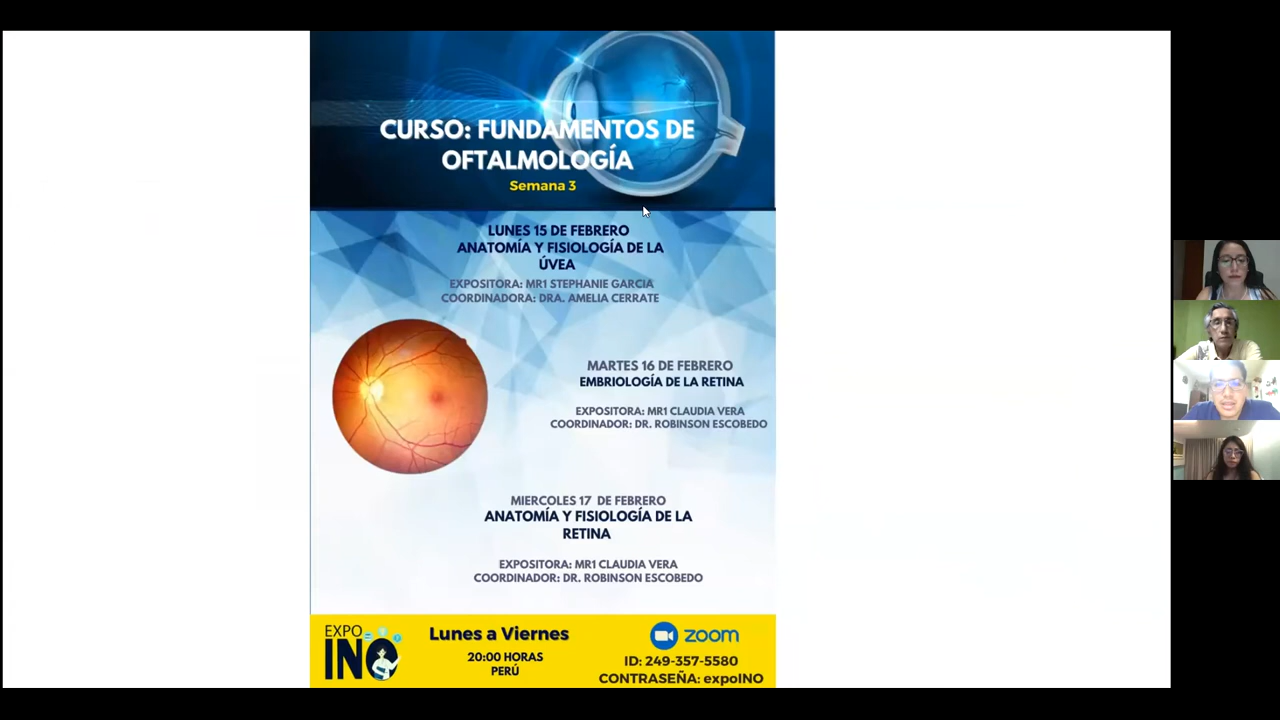 CURSO: FUNDAMENTOS DE
OFTALMOLOGÍA
Semana 3
LUNES 15 DE FEBRERO
ANATOMÍA Y FISIOLOGÍA DE LA
ÚVEA
EXPOSITORA: MR1 STEPHANIE GARCIA
COORDINADORA: DRA. AMELIA CERRATE
MARTES 16 DE FEBRERO
EMBRIOLOGÍA DE LA RETINA
EXPOSITORA: MR1 CLAUDIA VERA
COORDINADOR: DR. ROBINSON ESCOBEDO
MIERCOLES 17 DE FEBRERO
ANATOMÍA Y FISIOLOGÍA DE LA
RETINA
EXPOSITORA: MR1 CLAUDIA VERA
COORDINADOR: DR. ROBINSON ESCOBEDO
EXPO
INO
Lunes a Viernes
20:00 HORAS
PERÚ
zoom
ID: 249-357-5580
CONTRASEÑA: expoINO